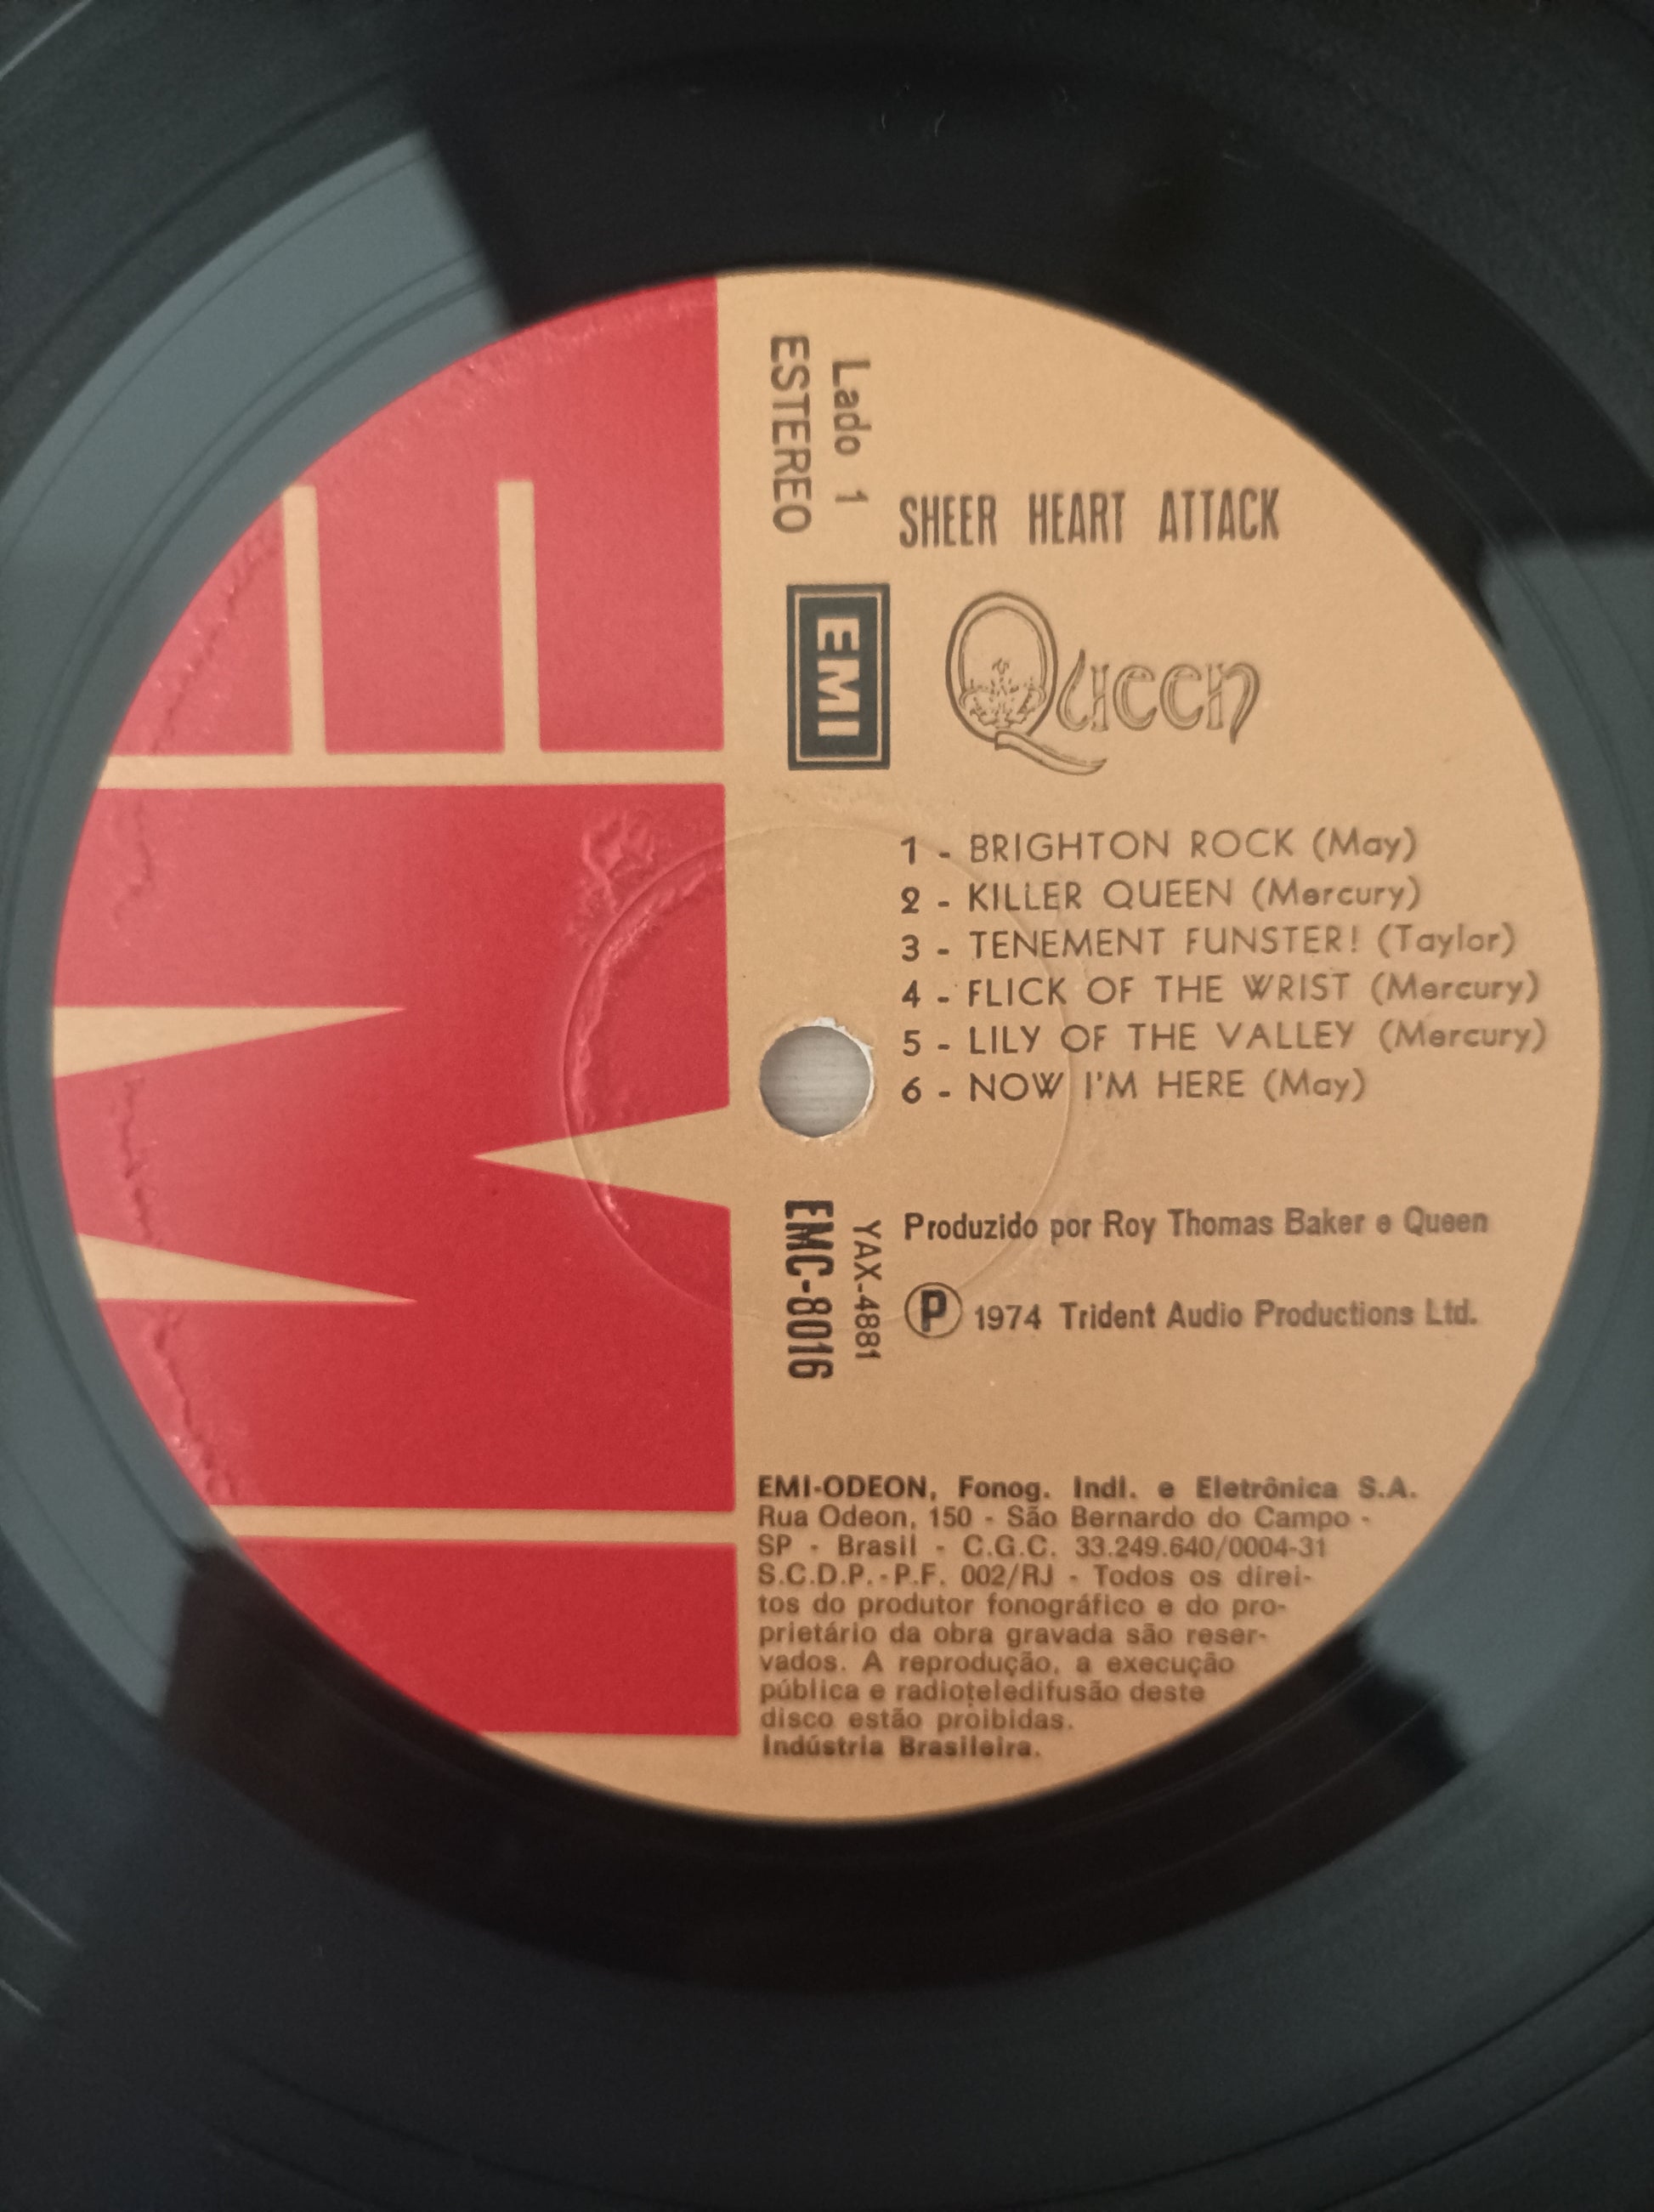 Lado 1
ESTEREO
SHEER HEART ATTACK
EMI
Queen
1 - BRIGHTON ROCK (May)
2 - KILLER QUEEN (Mercury)
3 - TENEMENT FUNSTER! (Taylor)
4 - FLICK OF THE WRIST (Mercury)
5 - LILY OF THE VALLEY (Mercury)
6 - NOW I'M HERE (May)
YAX-4881
EMC-8016
Produzido por Roy Thomas Baker e Queen
Ⓟ 1974 Trident Audio Productions Ltd.
EMI-ODEON, Fonog. Indl. e Eletrônica S.A.
Rua Odeon, 150 - São Bernardo do Campo -
SP - Brasil - C.G.C. 33.249.640/0004-31
S.C.D.P.-P.F. 002/RJ - Todos os direi-
tos do produtor fonográfico e do pro-
prietário da obra gravada são reser-
vados. A reprodução, a execução
pública e radioteledifusão deste
disco estão proibidas.
Indústria Brasileira.
EMI